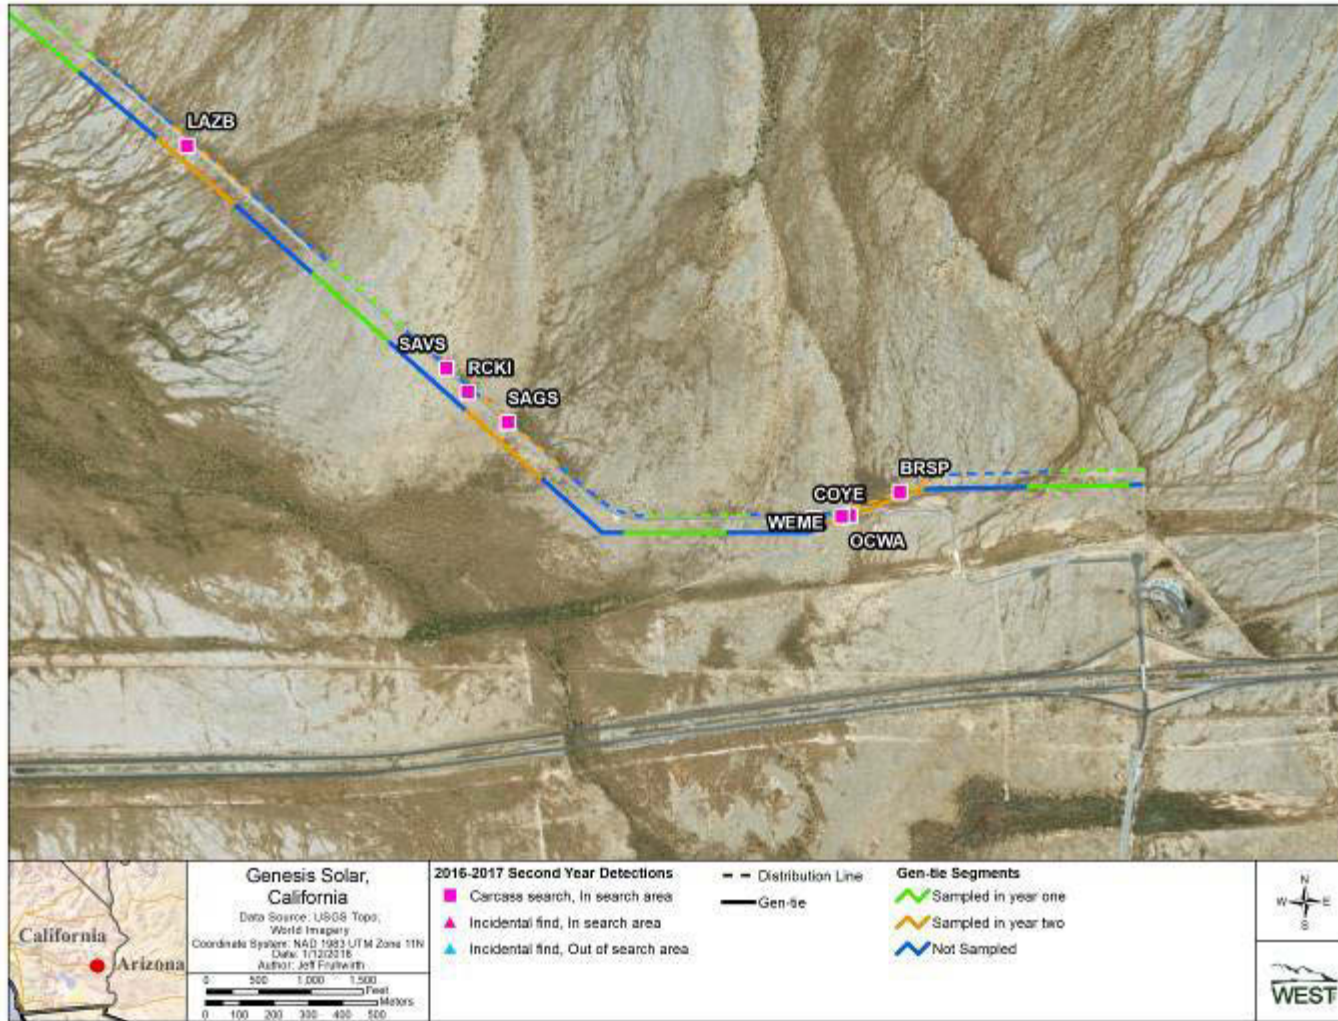 LAZB
SAVS
RCKI
SAGS
BRSP
COYE
WEME
OCWA
California
Arizona
Genesis Solar,
California
Data Source: USGS Topo;
World Imagery
Coordinate System: NAD 1983 UTM Zone 11N
Date: 1/12/2016
Author: Jeff Fruhwirth
0 500 1,000 1,500
Feet
Meters
0 100 200 300 400 500
2016-2017 Second Year Detections
Carcass search, In search area
Incidental find, In search area
Incidental find, Out of search area
Distribution Line
Gen-tie
Gen-tie Segments
Sampled in year one
Sampled in year two
Not Sampled
N
W E
S
WEST